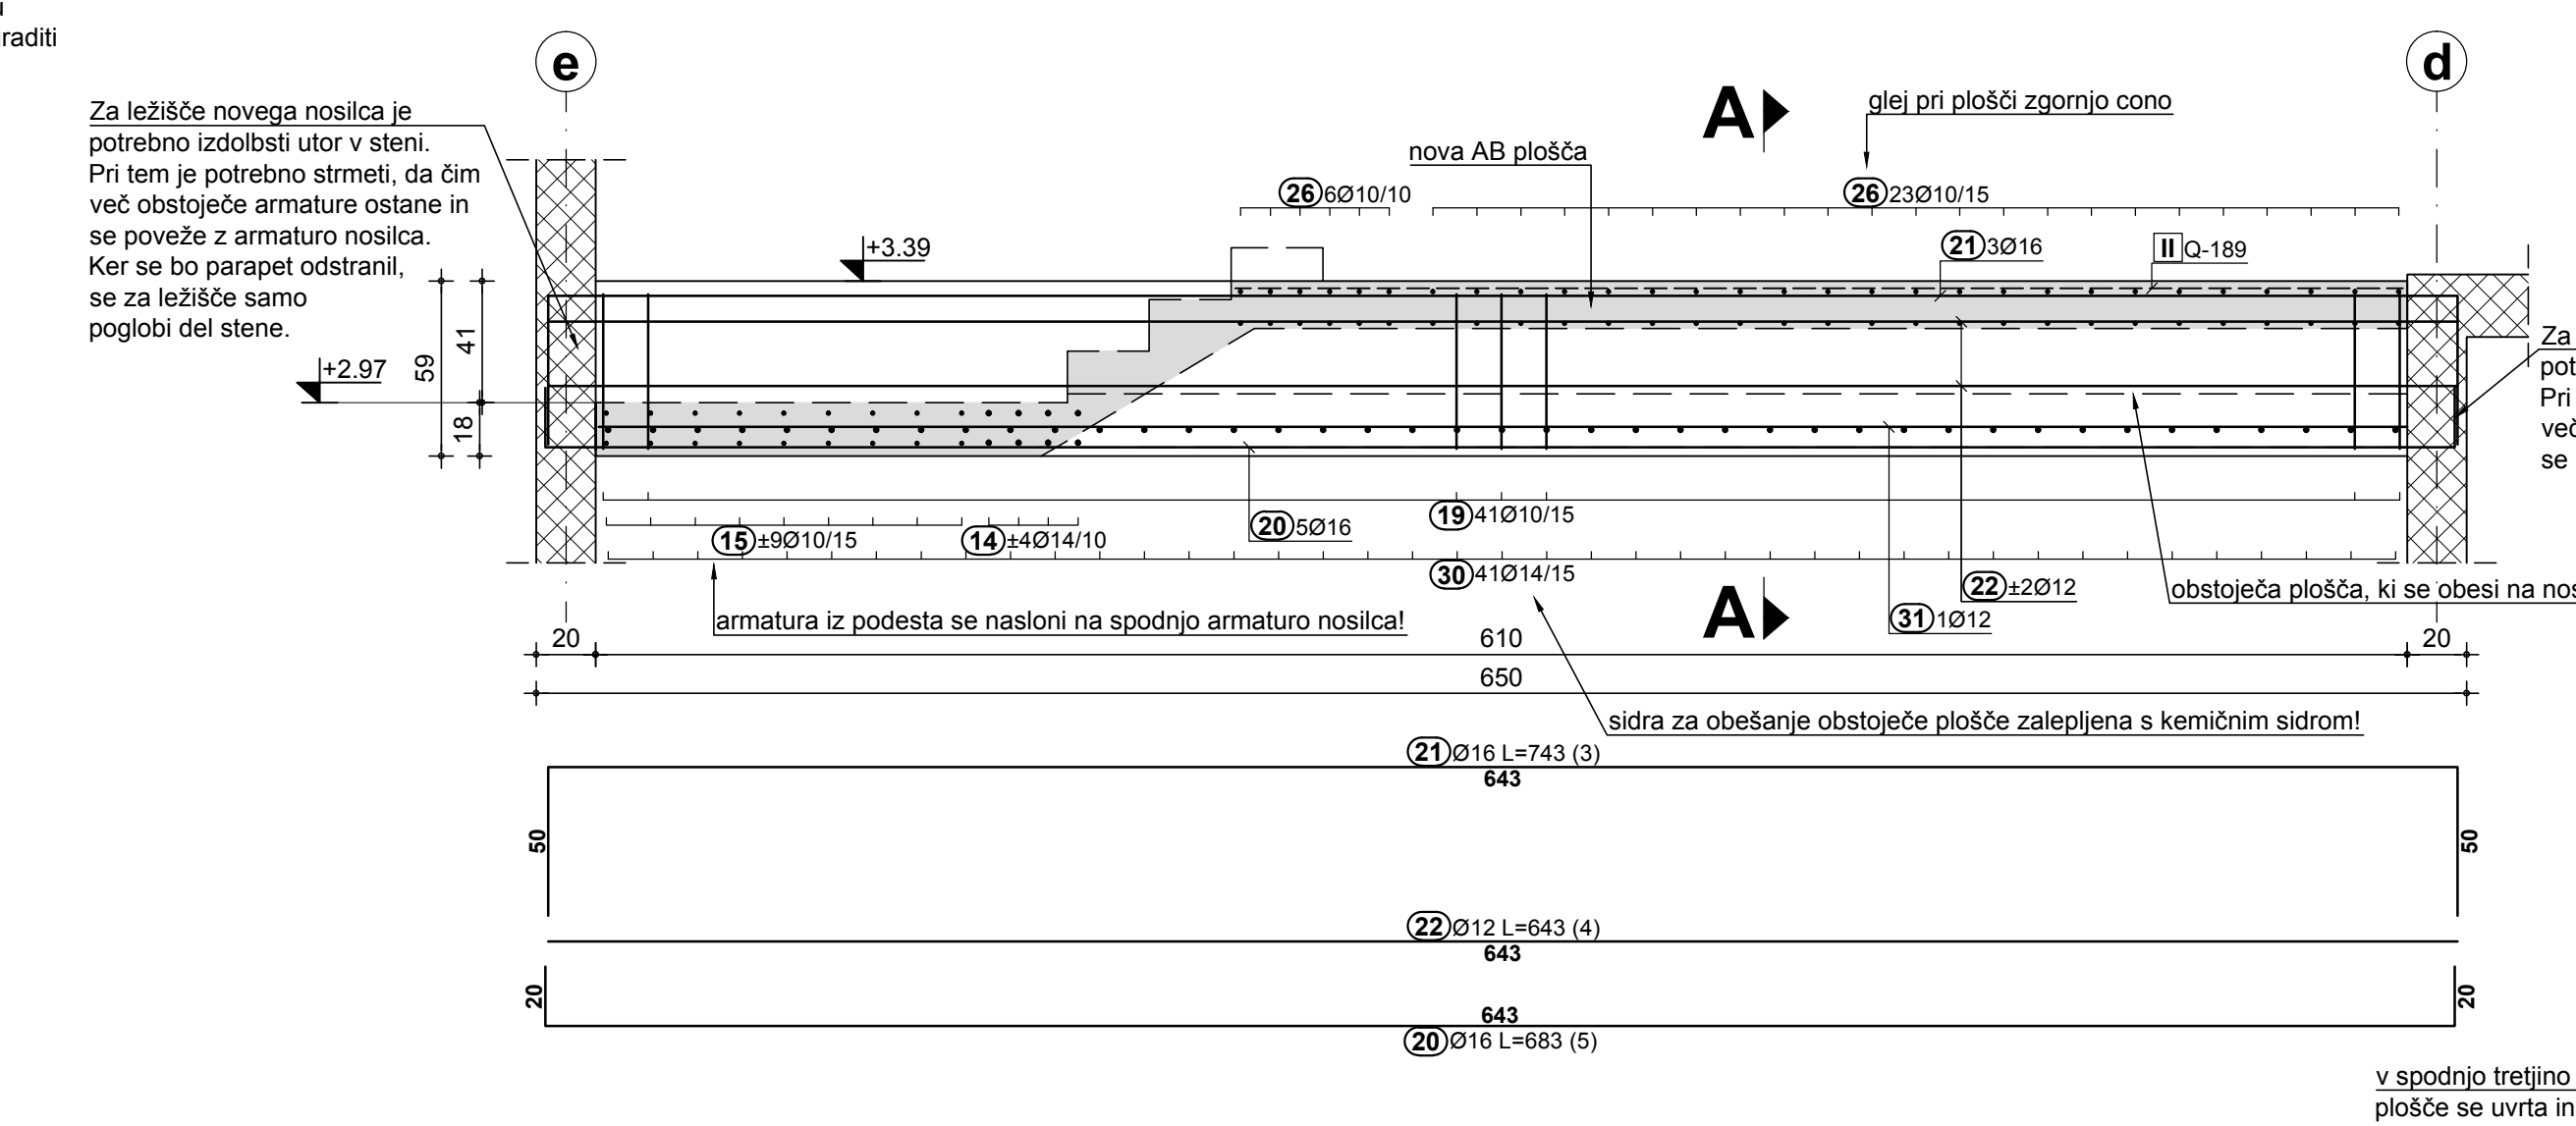 raditi
e
d
Za ležišče novega nosilca je
potrebno izdolbsti utor v steni.
Pri tem je potrebno strmeti, da čim
več obstoječe armature ostane in
se poveže z armaturo nosilca.
Ker se bo parapet odstranil,
se za ležišče samo
poglobi del stene.
A
glej pri plošči zgornjo cono
nova AB plošča
26 6Ø10/10
26 23Ø10/15
+3.39
21 3Ø16
II Q-189
+2.97
59
41
18
Za
pot
Pri
več
se
19 41Ø10/15
20 5Ø16
15 ±9Ø10/15
14 ±4Ø14/10
30 41Ø14/15
22 ±2Ø12
31 1Ø12
obstoječa plošča, ki se obesi na nos
armatura iz podesta se nasloni na spodnjo armaturo nosilca!
A
20
610
20
650
sidra za obešanje obstoječe plošče zalepljena s kemičnim sidrom!
21 Ø16 L=743 (3)
643
50
50
22 Ø12 L=643 (4)
643
20
20
643
20 Ø16 L=683 (5)
v spodnjo tretjino
plošče se uvrta in